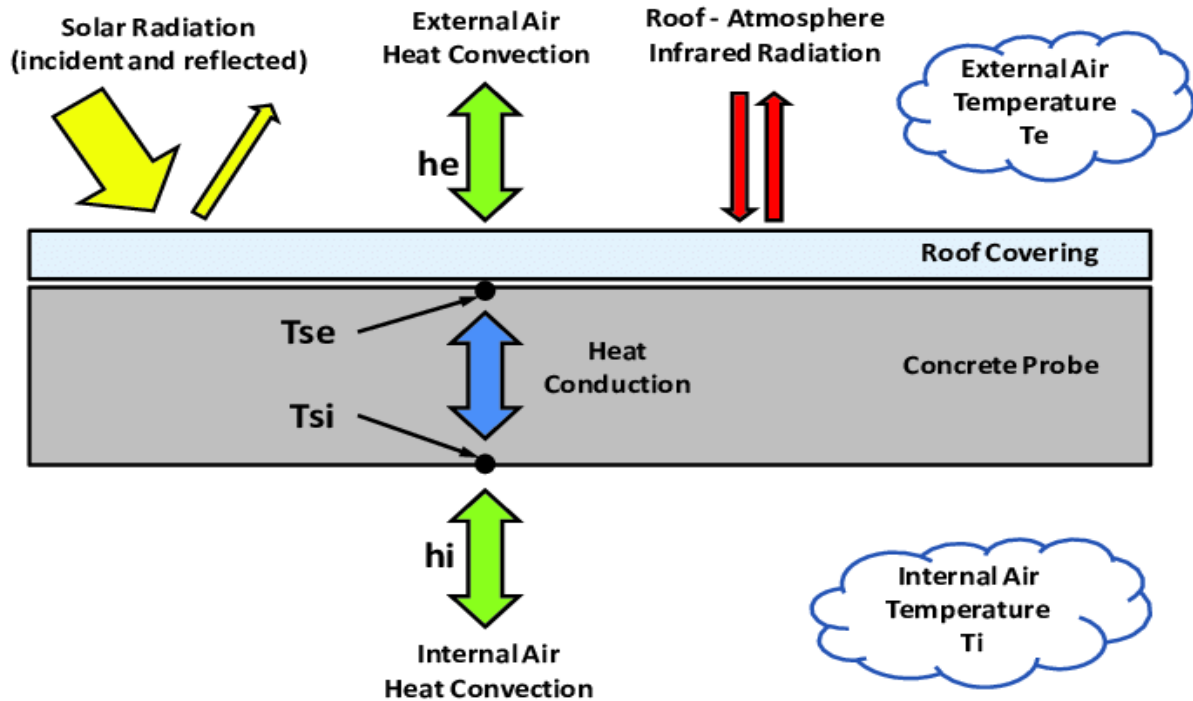 Solar Radiation
(incident and reflected)
External Air
Heat Convection
Roof - Atmosphere
Infrared Radiation
External Air
Temperature
Te
he
Roof Covering
Tse
Heat
Conduction
Concrete Probe
Tsi
hi
Internal Air
Temperature
Ti
Internal Air
Heat Convection